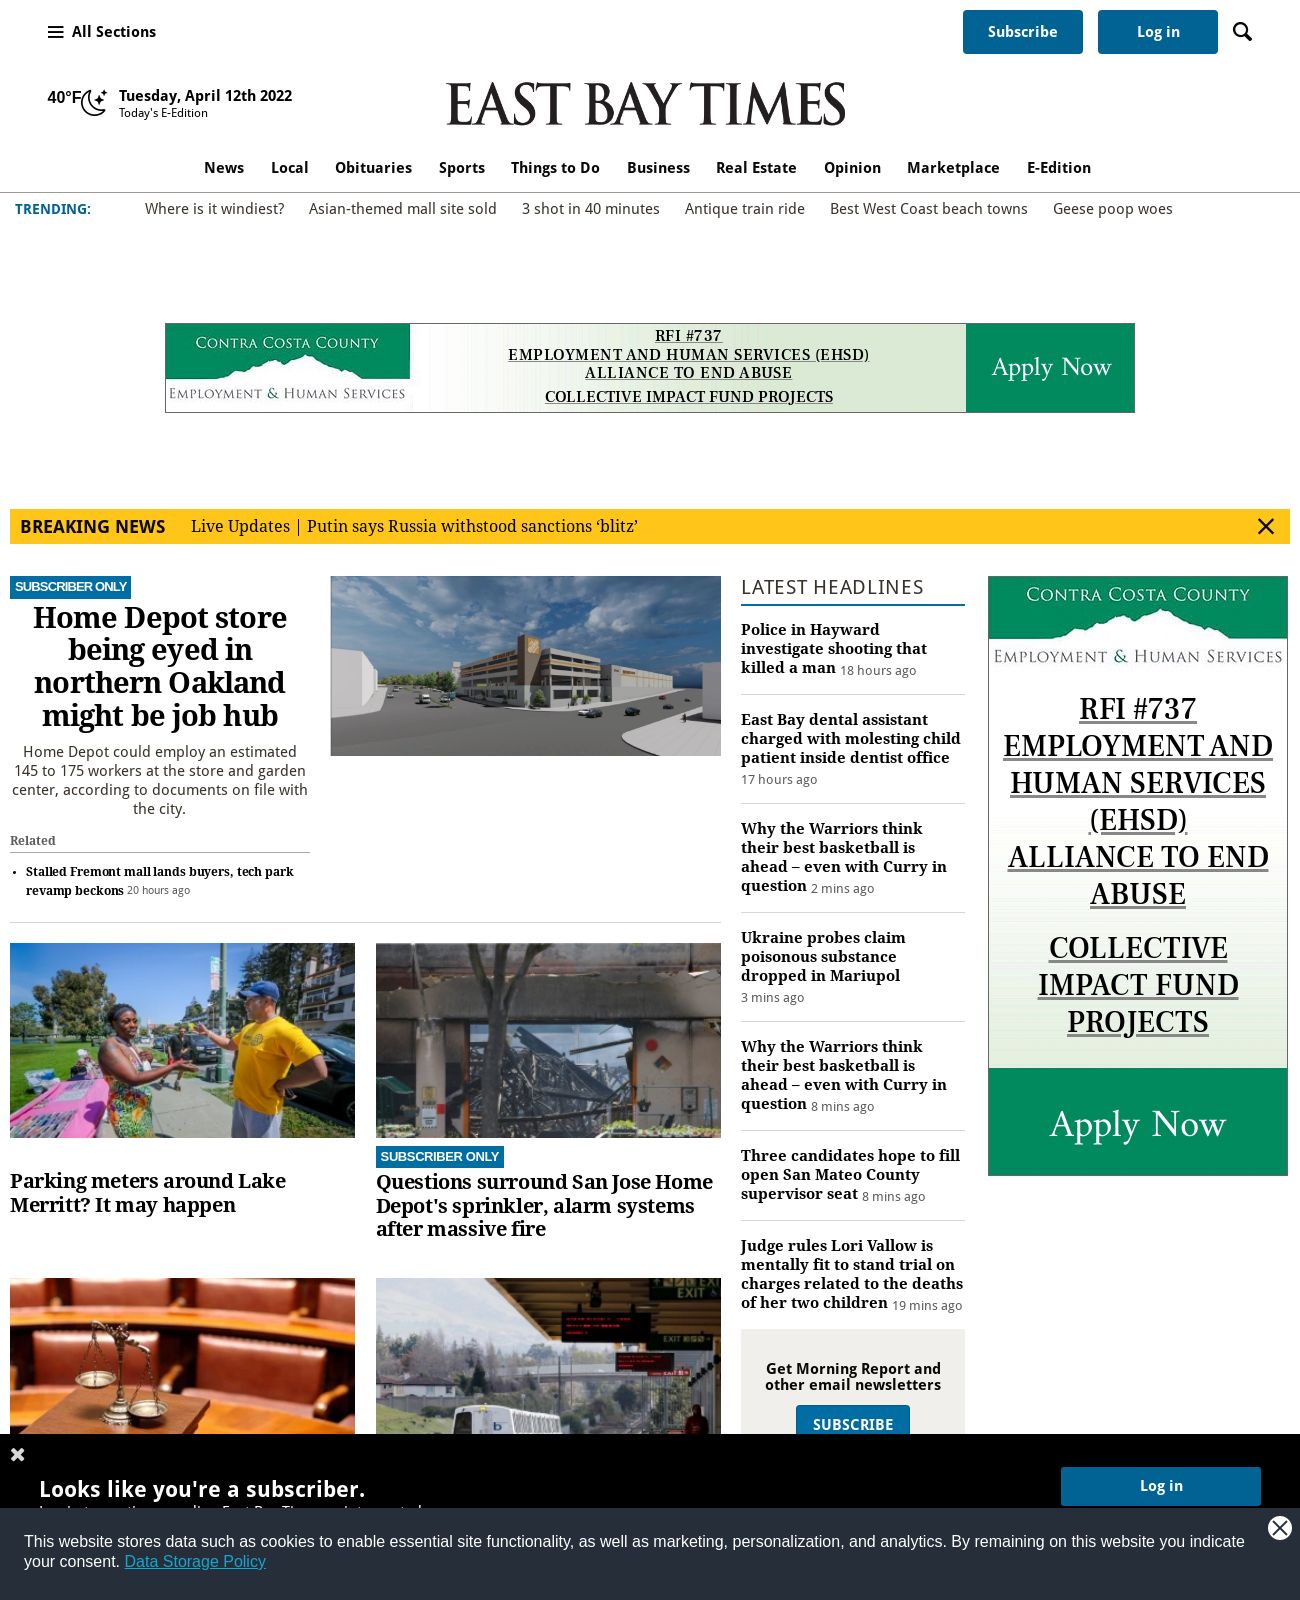 All Sections
Subscribe
Log in
40°F
Tuesday, April 12th 2022
Today's E-Edition
EAST BAY TIMES
News Local Obituaries Sports Things to Do Business Real Estate Opinion Marketplace E-Edition
TRENDING: Where is it windiest? Asian-themed mall site sold 3 shot in 40 minutes Antique train ride Best West Coast beach towns Geese poop woes
CONTRA COSTA COUNTY
EMPLOYMENT & HUMAN SERVICES
RFI #737
EMPLOYMENT AND HUMAN SERVICES (EHSD)
ALLIANCE TO END ABUSE
COLLECTIVE IMPACT FUND PROJECTS
Apply Now
BREAKING NEWS Live Updates | Putin says Russia withstood sanctions ‘blitz’
SUBSCRIBER ONLY
Home Depot store
being eyed in
northern Oakland
might be job hub
Home Depot could employ an estimated
145 to 175 workers at the store and garden
center, according to documents on file with
the city.
Related
• Stalled Fremont mall lands buyers, tech park
revamp beckons 20 hours ago
Parking meters around Lake
Merritt? It may happen
SUBSCRIBER ONLY
Questions surround San Jose Home
Depot's sprinkler, alarm systems
after massive fire
EXIT
EXIT
LATEST HEADLINES
Police in Hayward
investigate shooting that
killed a man 18 hours ago
East Bay dental assistant
charged with molesting child
patient inside dentist office
17 hours ago
Why the Warriors think
their best basketball is
ahead – even with Curry in
question 2 mins ago
Ukraine probes claim
poisonous substance
dropped in Mariupol
3 mins ago
Why the Warriors think
their best basketball is
ahead – even with Curry in
question 8 mins ago
Three candidates hope to fill
open San Mateo County
supervisor seat 8 mins ago
Judge rules Lori Vallow is
mentally fit to stand trial on
charges related to the deaths
of her two children 19 mins ago
Get Morning Report and
other email newsletters
SUBSCRIBE
CONTRA COSTA COUNTY
EMPLOYMENT & HUMAN SERVICES
RFI #737
EMPLOYMENT AND
HUMAN SERVICES
(EHSD)
ALLIANCE TO END
ABUSE
COLLECTIVE
IMPACT FUND
PROJECTS
Apply Now
Looks like you're a subscriber.
Log in
This website stores data such as cookies to enable essential site functionality, as well as marketing, personalization, and analytics. By remaining on this website you indicate
your consent. Data Storage Policy